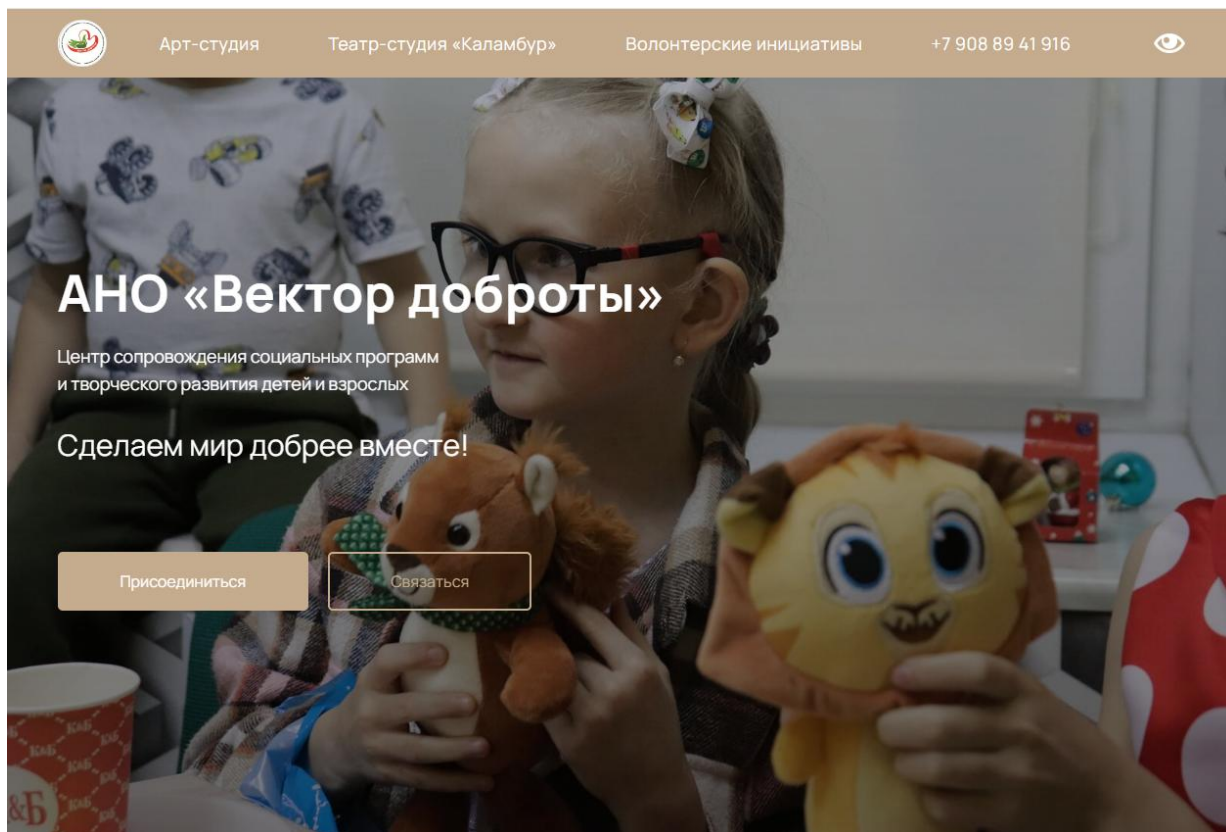 Арт-студия
Театр-студия «Каламбур»
Волонтерские инициативы
+7 908 89 41 916
АНО «Вектор доброты»
Центр сопровождения социальных программ
и творческого развития детей и взрослых
Сделаем мир добрее вместе!
Присоединиться
Связаться
К&Б
К&Б
К&Б
&Б